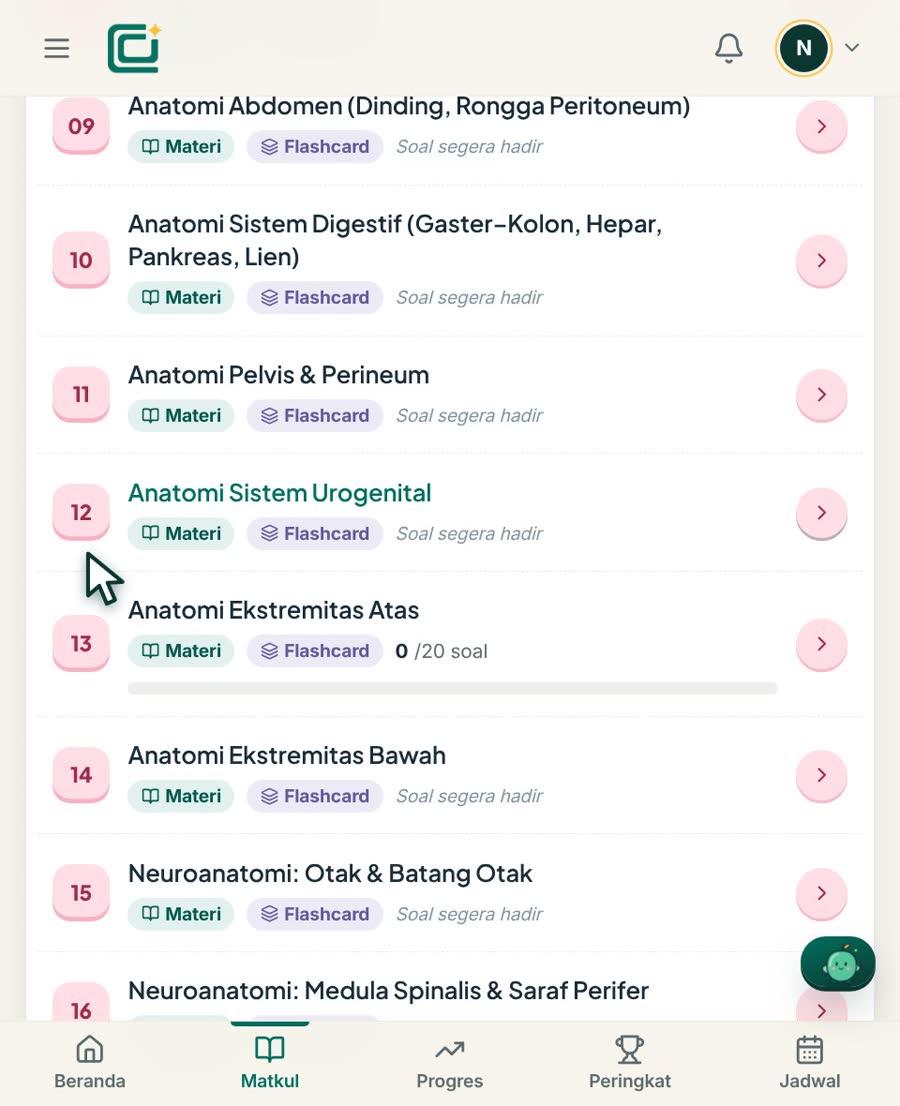 N
09
Anatomi Abdomen (Dinding, Rongga Peritoneum)
Materi Flashcard Soal segera hadir
10
Anatomi Sistem Digestif (Gaster–Kolon, Hepar,
Pankreas, Lien)
Materi Flashcard Soal segera hadir
11
Anatomi Pelvis & Perineum
Materi Flashcard Soal segera hadir
12
Anatomi Sistem Urogenital
Materi Flashcard Soal segera hadir
13
Anatomi Ekstremitas Atas
Materi Flashcard 0 /20 soal
14
Anatomi Ekstremitas Bawah
Materi Flashcard Soal segera hadir
15
Neuroanatomi: Otak & Batang Otak
Materi Flashcard Soal segera hadir
16
Neuroanatomi: Medula Spinalis & Saraf Perifer
Beranda Matkul Progres Peringkat Jadwal